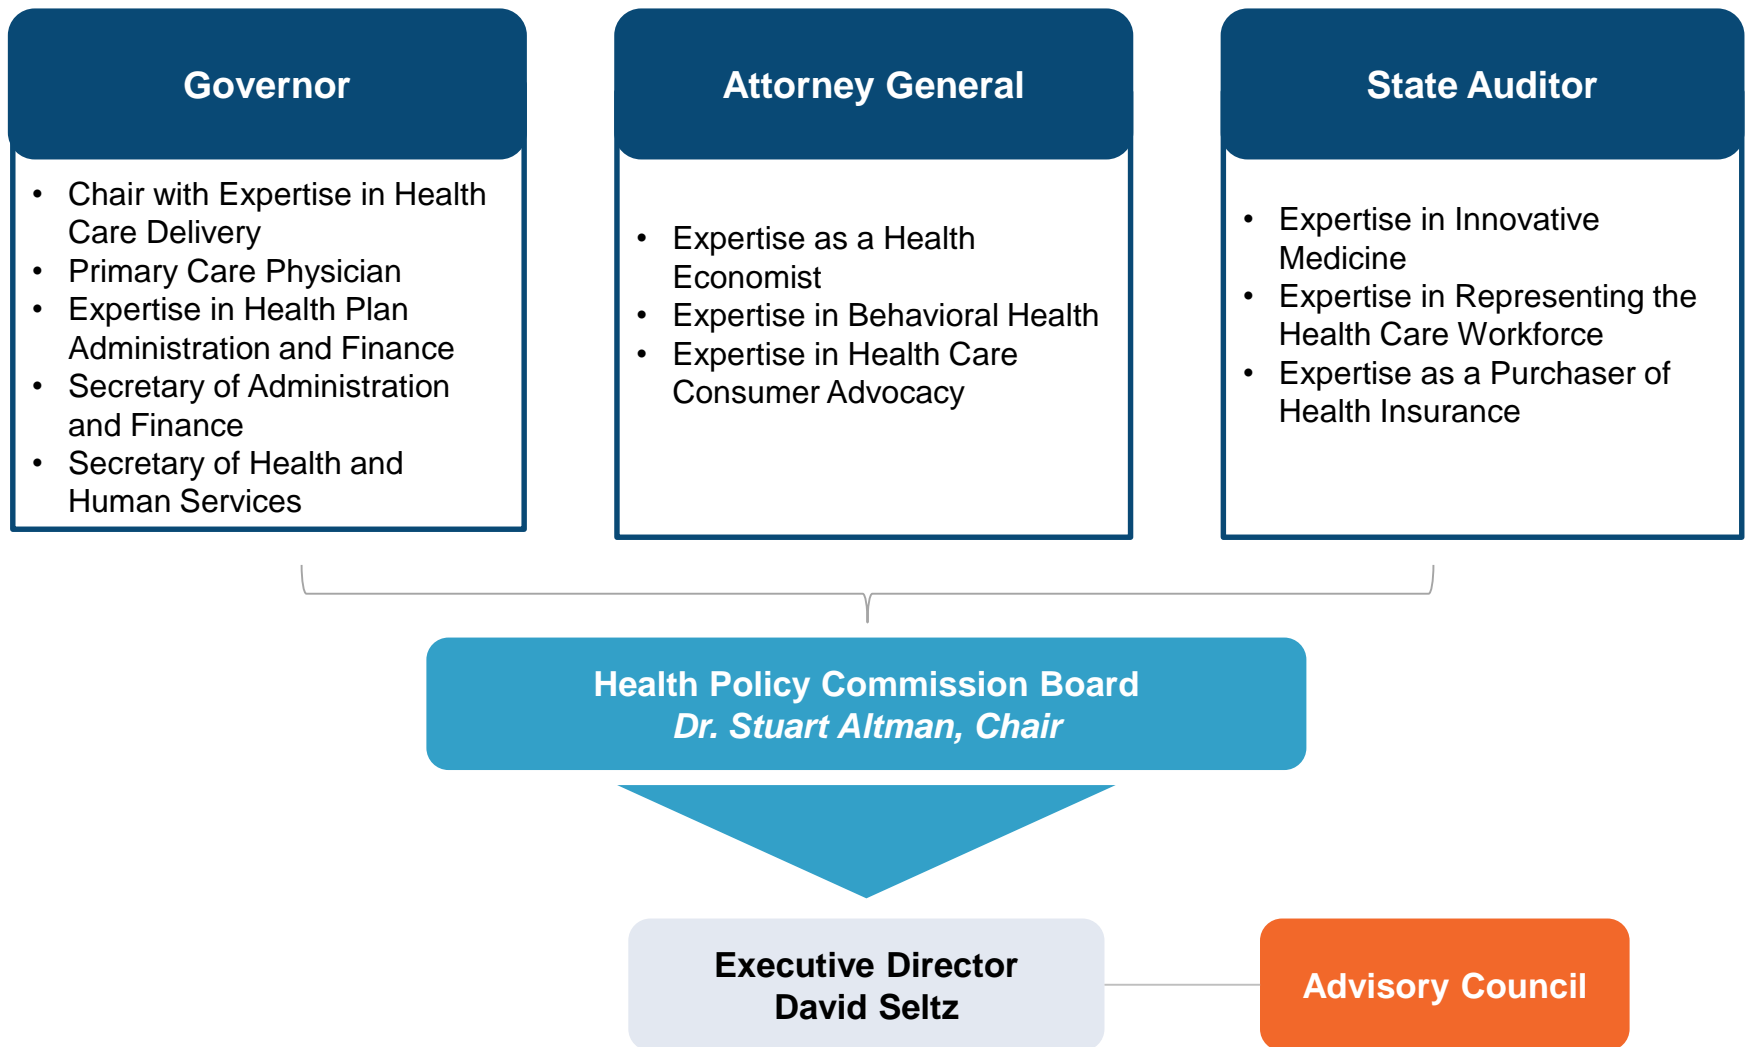 Governor
• Chair with Expertise in Health
Care Delivery
• Primary Care Physician
• Expertise in Health Plan
Administration and Finance
• Secretary of Administration
and Finance
• Secretary of Health and
Human Services
Attorney General
• Expertise as a Health
Economist
• Expertise in Behavioral Health
• Expertise in Health Care
Consumer Advocacy
State Auditor
• Expertise in Innovative
Medicine
• Expertise in Representing the
Health Care Workforce
• Expertise as a Purchaser of
Health Insurance
Health Policy Commission Board
Dr. Stuart Altman, Chair
Executive Director
David Seltz
Advisory Council